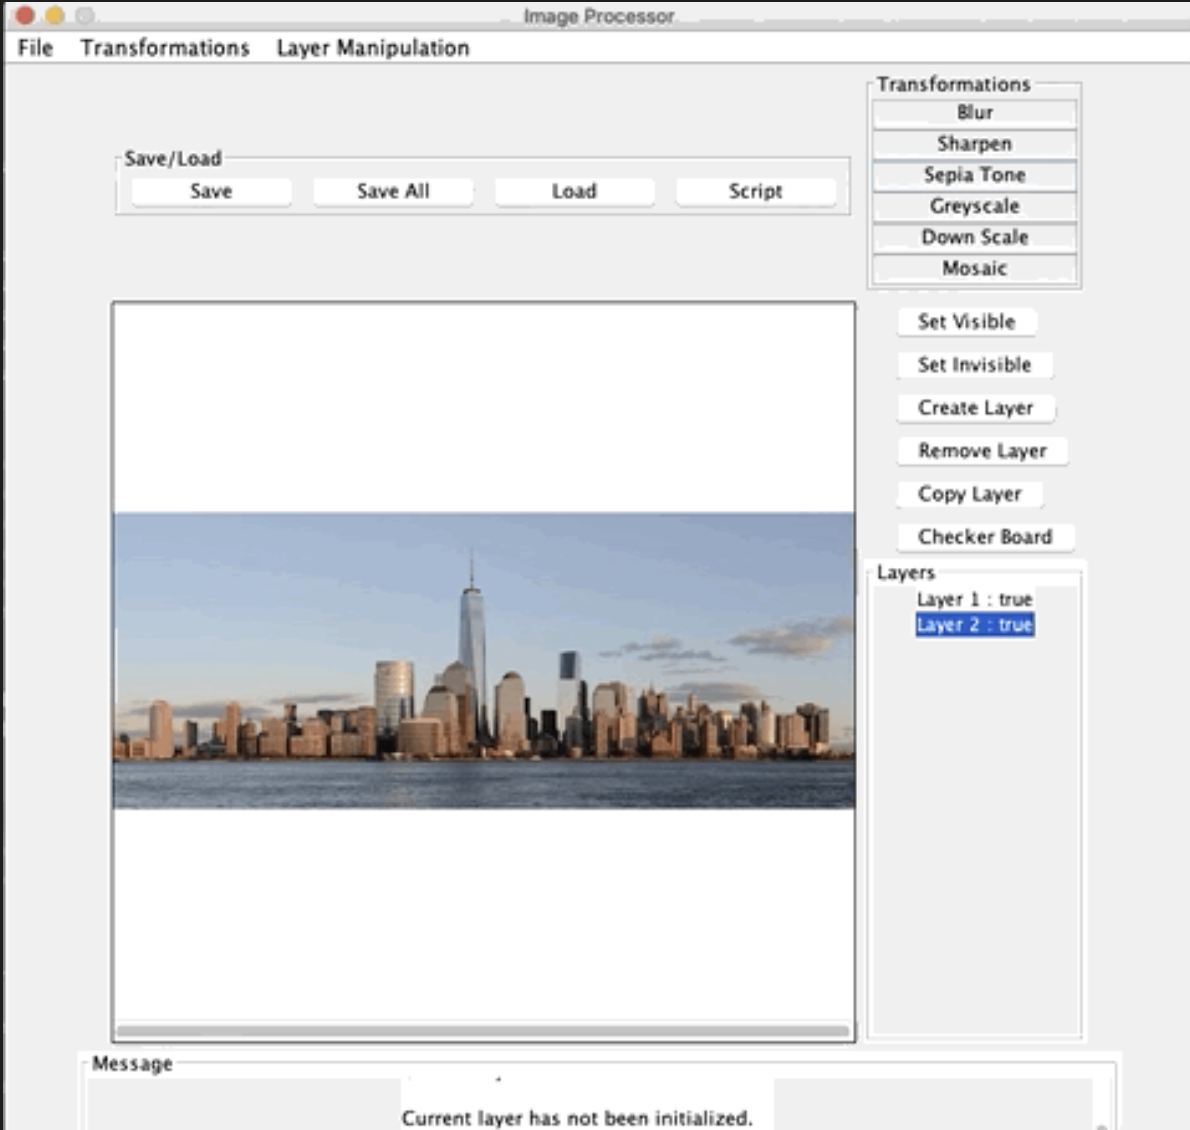 Image Processor
File Transformations Layer Manipulation
Transformations
Blur
Sharpen
Sepia Tone
Greyscale
Down Scale
Mosaic
Save/Load
Save Save All Load Script
Set Visible
Set Invisible
Create Layer
Remove Layer
Copy Layer
Checker Board
Layers
Layer 1 : true
Layer 2 : true
Message
Current layer has not been initialized.